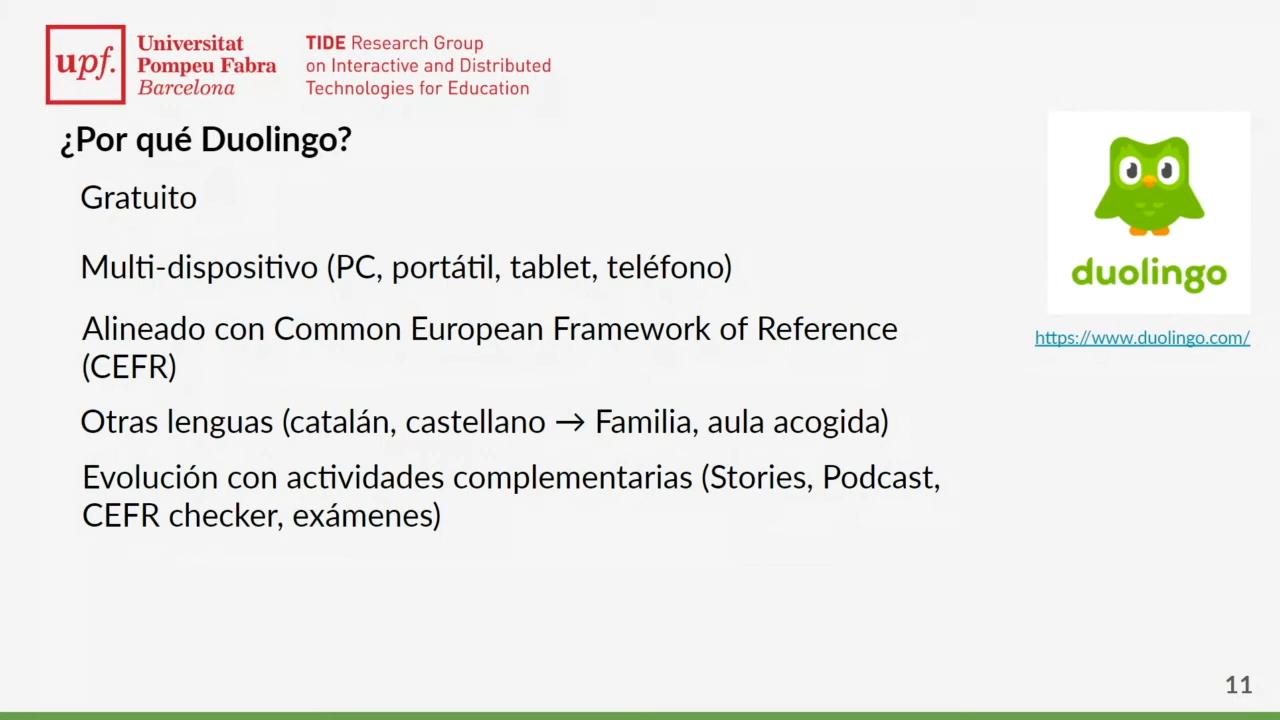 upf.
Universitat
Pompeu Fabra
Barcelona
TIDE Research Group
on Interactive and Distributed
Technologies for Education
¿Por qué Duolingo?
Gratuito
Multi-dispositivo (PC, portátil, tablet, teléfono)
Alineado con Common European Framework of Reference
(CEFR)
Otras lenguas (catalán, castellano → Familia, aula acogida)
Evolución con actividades complementarias (Stories, Podcast,
CEFR checker, exámenes)
duolingo
https://www.duolingo.com/
11